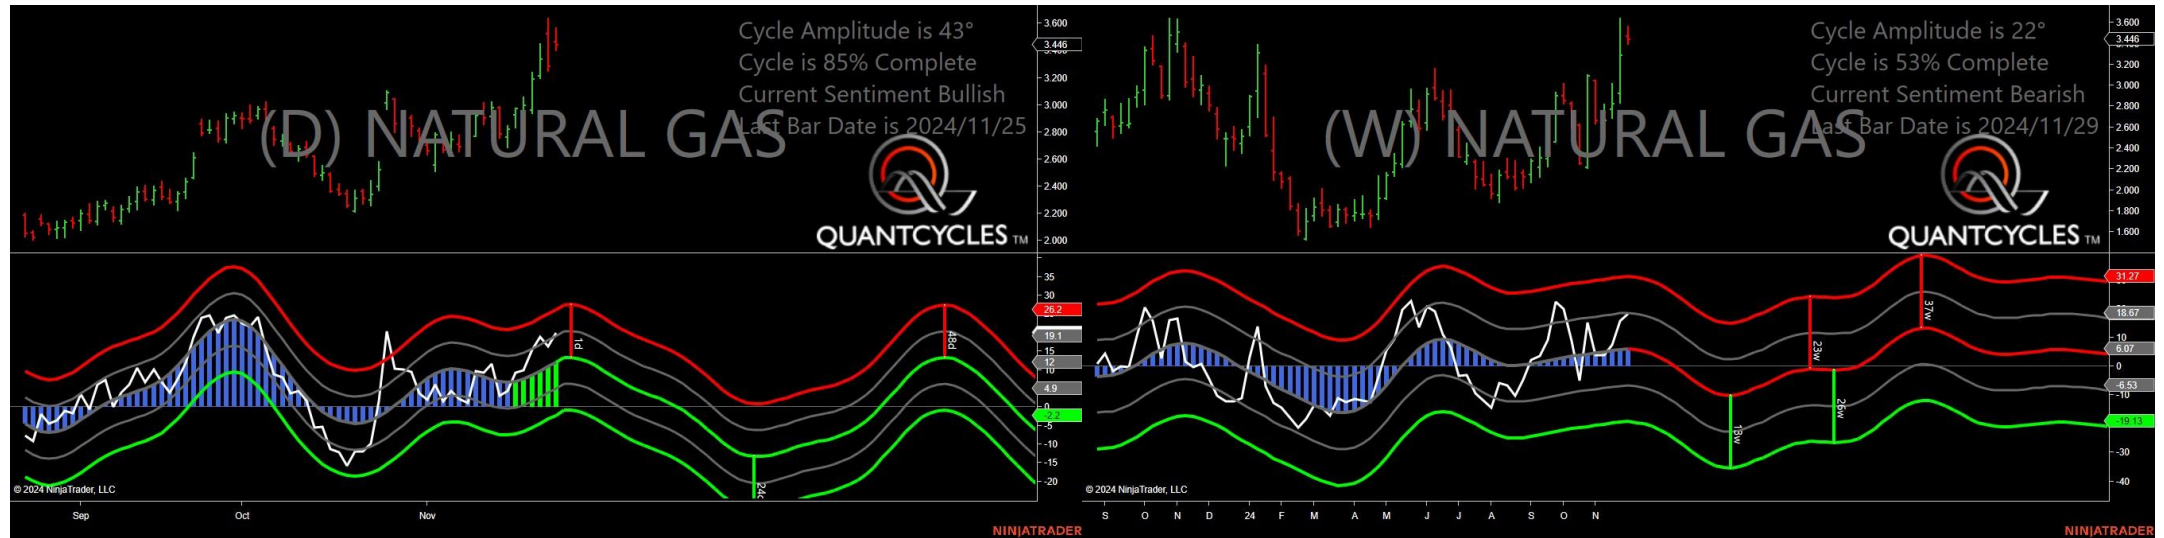 Cycle Amplitude is 43°
Cycle is 85% Complete
Current Sentiment Bullish
Last Bar Date is 2024/11/25
(D) NATURAL GAS
QUANTCYCLES TM
3.600
3.446
3.200
3.000
2.800
2.600
2.400
2.200
2.000
35
30
26.2
19.1
15
12
10
4.9
0
-2.2
-5
-10
-15
-20
1d
48d
© 2024 NinjaTrader, LLC
Sep Oct Nov
NINJATRADER
Cycle Amplitude is 22°
Cycle is 53% Complete
Current Sentiment Bearish
Last Bar Date is 2024/11/29
(W) NATURAL GAS
QUANTCYCLES TM
3.600
3.446
3.200
3.000
2.800
2.600
2.400
2.200
2.000
1.800
1.600
31.27
18.67
10
6.07
0
-6.53
-10
-19.13
-30
-40
23w
37w
26w
© 2024 NinjaTrader, LLC
S O N D 24 F M A M J J A S O N
NINJATRADER